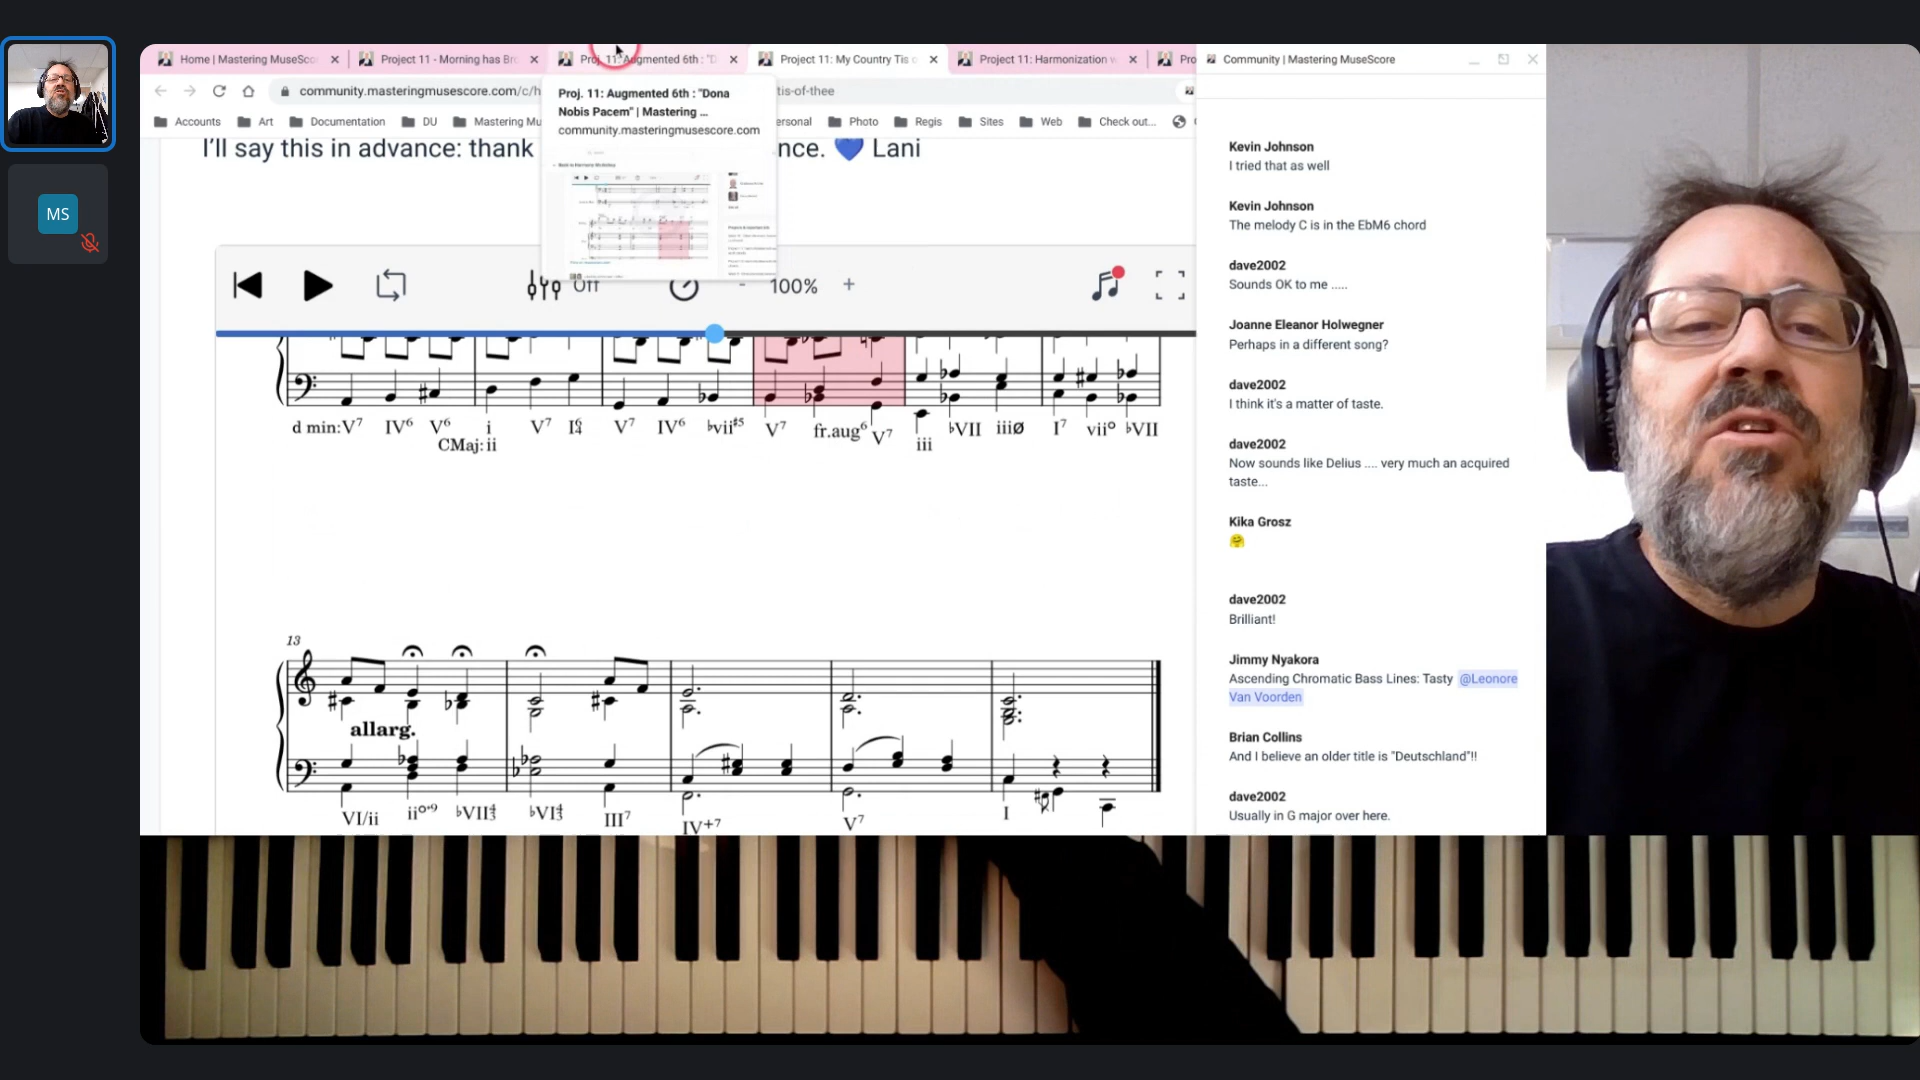 MS
Home | Mastering MuseSco
Project 11 - Morning has Br
Proj. 11: Augmented 6th : "D
Project 11: My Country Tis o
Project 11: Harmonization w
Pro
Community | Mastering MuseScore
community.masteringmusescore.com/c/h
tis-of-thee
Accounts
Art
Documentation
DU
Mastering Mu
ersonal
Photo
Regis
Sites
Web
Check out...
Proj. 11: Augmented 6th : "Dona
Nobis Pacem" | Mastering ...
community.masteringmusescore.com
I'll say this in advance: thank
nce. 💙 Lani
Off
- 100% +
d min: V7 IV6 V6 i V7 I64 V7 IV6 ♭vii♯5 V7 fr.aug6 V7 iii ♭VII iiiø I7 vii° ♭VII
CMaj: ii
13
allarg.
VI/ii ii°9 ♭VII43 ♭VI43 III7 IV+7 V7 I
Kevin Johnson
I tried that as well
Kevin Johnson
The melody C is in the EbM6 chord
dave2002
Sounds OK to me .....
Joanne Eleanor Holwegner
Perhaps in a different song?
dave2002
I think it's a matter of taste.
dave2002
Now sounds like Delius .... very much an acquired
taste...
Kika Grosz
🤗
dave2002
Brilliant!
Jimmy Nyakora
Ascending Chromatic Bass Lines: Tasty @Leonore
Van Voorden
Brian Collins
And I believe an older title is "Deutschland"!!
dave2002
Usually in G major over here.